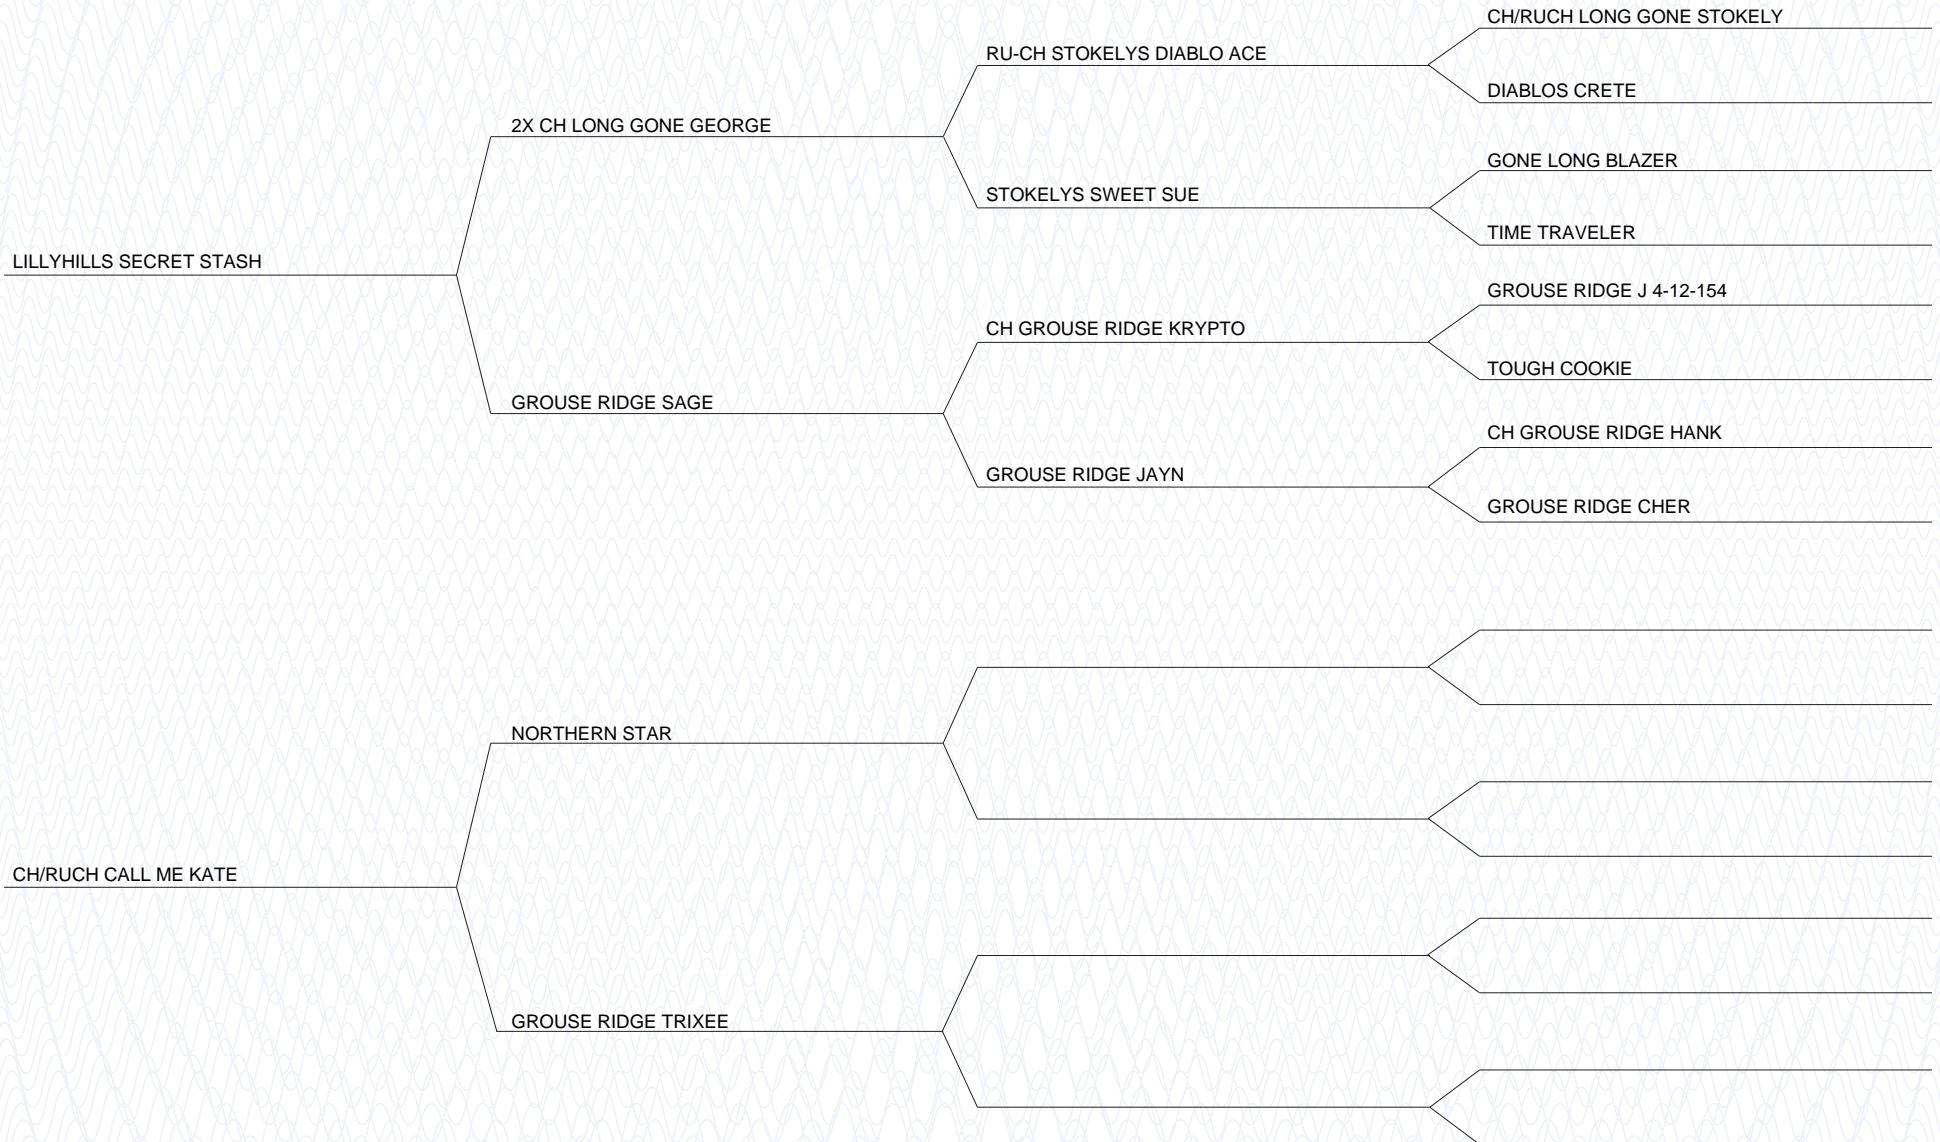 CH/RUCH LONG GONE STOKELY
RU-CH STOKELYS DIABLO ACE
DIABLOS CRETE
2X CH LONG GONE GEORGE
GONE LONG BLAZER
STOKELYS SWEET SUE
TIME TRAVELER
LILLYHILLS SECRET STASH
GROUSE RIDGE J 4-12-154
CH GROUSE RIDGE KRYPTO
TOUGH COOKIE
GROUSE RIDGE SAGE
CH GROUSE RIDGE HANK
GROUSE RIDGE JAYN
GROUSE RIDGE CHER
NORTHERN STAR
CH/RUCH CALL ME KATE
GROUSE RIDGE TRIXEE